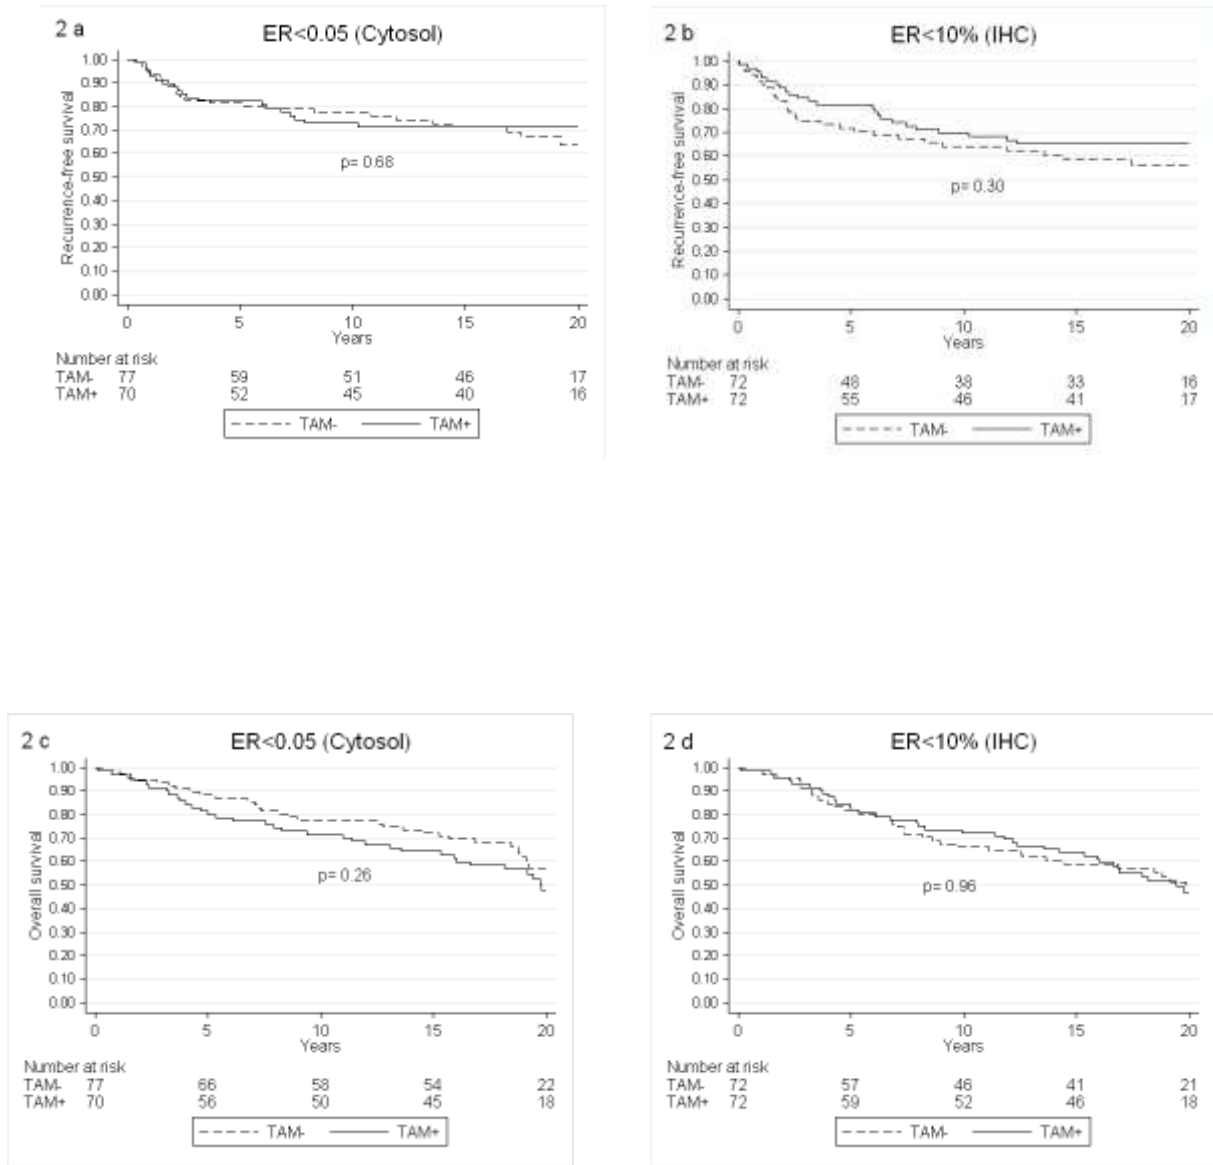 2 a
ER<0.05 (Cytosol)
Recurrence-free survival
1.00
0.90
0.80
0.70
0.60
0.50
0.40
0.30
0.20
0.10
0.00
p= 0.68
0 5 10 15 20
Years
Number at risk
TAM- 77 59 51 46 17
TAM+ 70 52 45 40 16
TAM- TAM+
2 b
ER<10% (IHC)
Recurrence-free survival
1.00
0.90
0.80
0.70
0.60
0.50
0.40
0.30
0.20
0.10
0.00
p= 0.30
0 5 10 15 20
Years
Number at risk
TAM- 72 48 38 33 16
TAM+ 72 55 46 41 17
TAM- TAM+
2 c
ER<0.05 (Cytosol)
Overall survival
1.00
0.90
0.80
0.70
0.60
0.50
0.40
0.30
0.20
0.10
0.00
p= 0.26
0 5 10 15 20
Years
Number at risk
TAM- 77 66 58 54 22
TAM+ 70 56 50 45 18
TAM- TAM+
2 d
ER<10% (IHC)
Overall survival
1.00
0.90
0.80
0.70
0.60
0.50
0.40
0.30
0.20
0.10
0.00
p= 0.96
0 5 10 15 20
Years
Number at risk
TAM- 72 57 46 41 21
TAM+ 72 59 52 46 18
TAM- TAM+